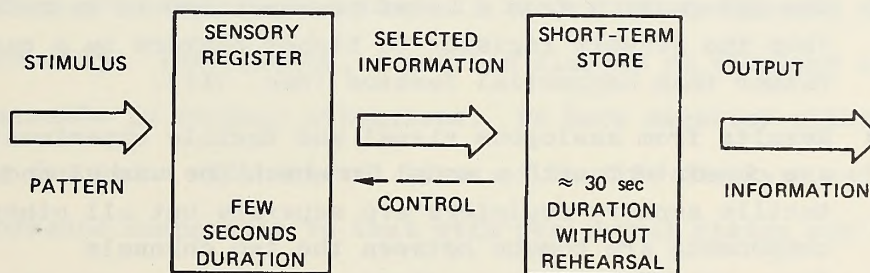 STIMULUS
PATTERN
SENSORY
REGISTER
FEW
SECONDS
DURATION
SELECTED
INFORMATION
CONTROL
SHORT-TERM
STORE
≈ 30 sec
DURATION
WITHOUT
REHEARSAL
OUTPUT
INFORMATION